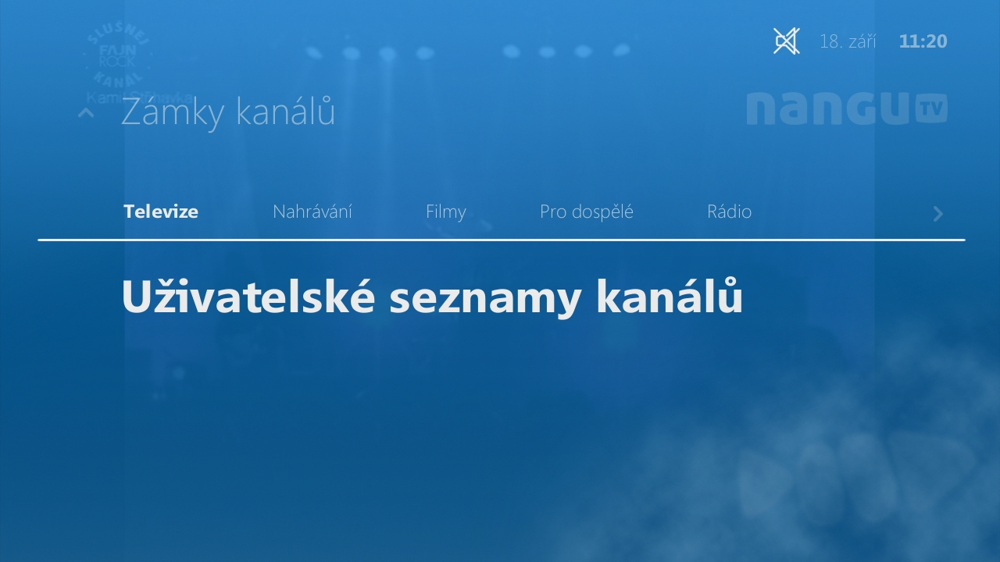 SLUŠNEJ
FAJN
ROCK
KANÁL
18. září 11:20
Zámky kanálů
nangu TV
Televize Nahrávání Filmy Pro dospělé Rádio
Uživatelské seznamy kanálů